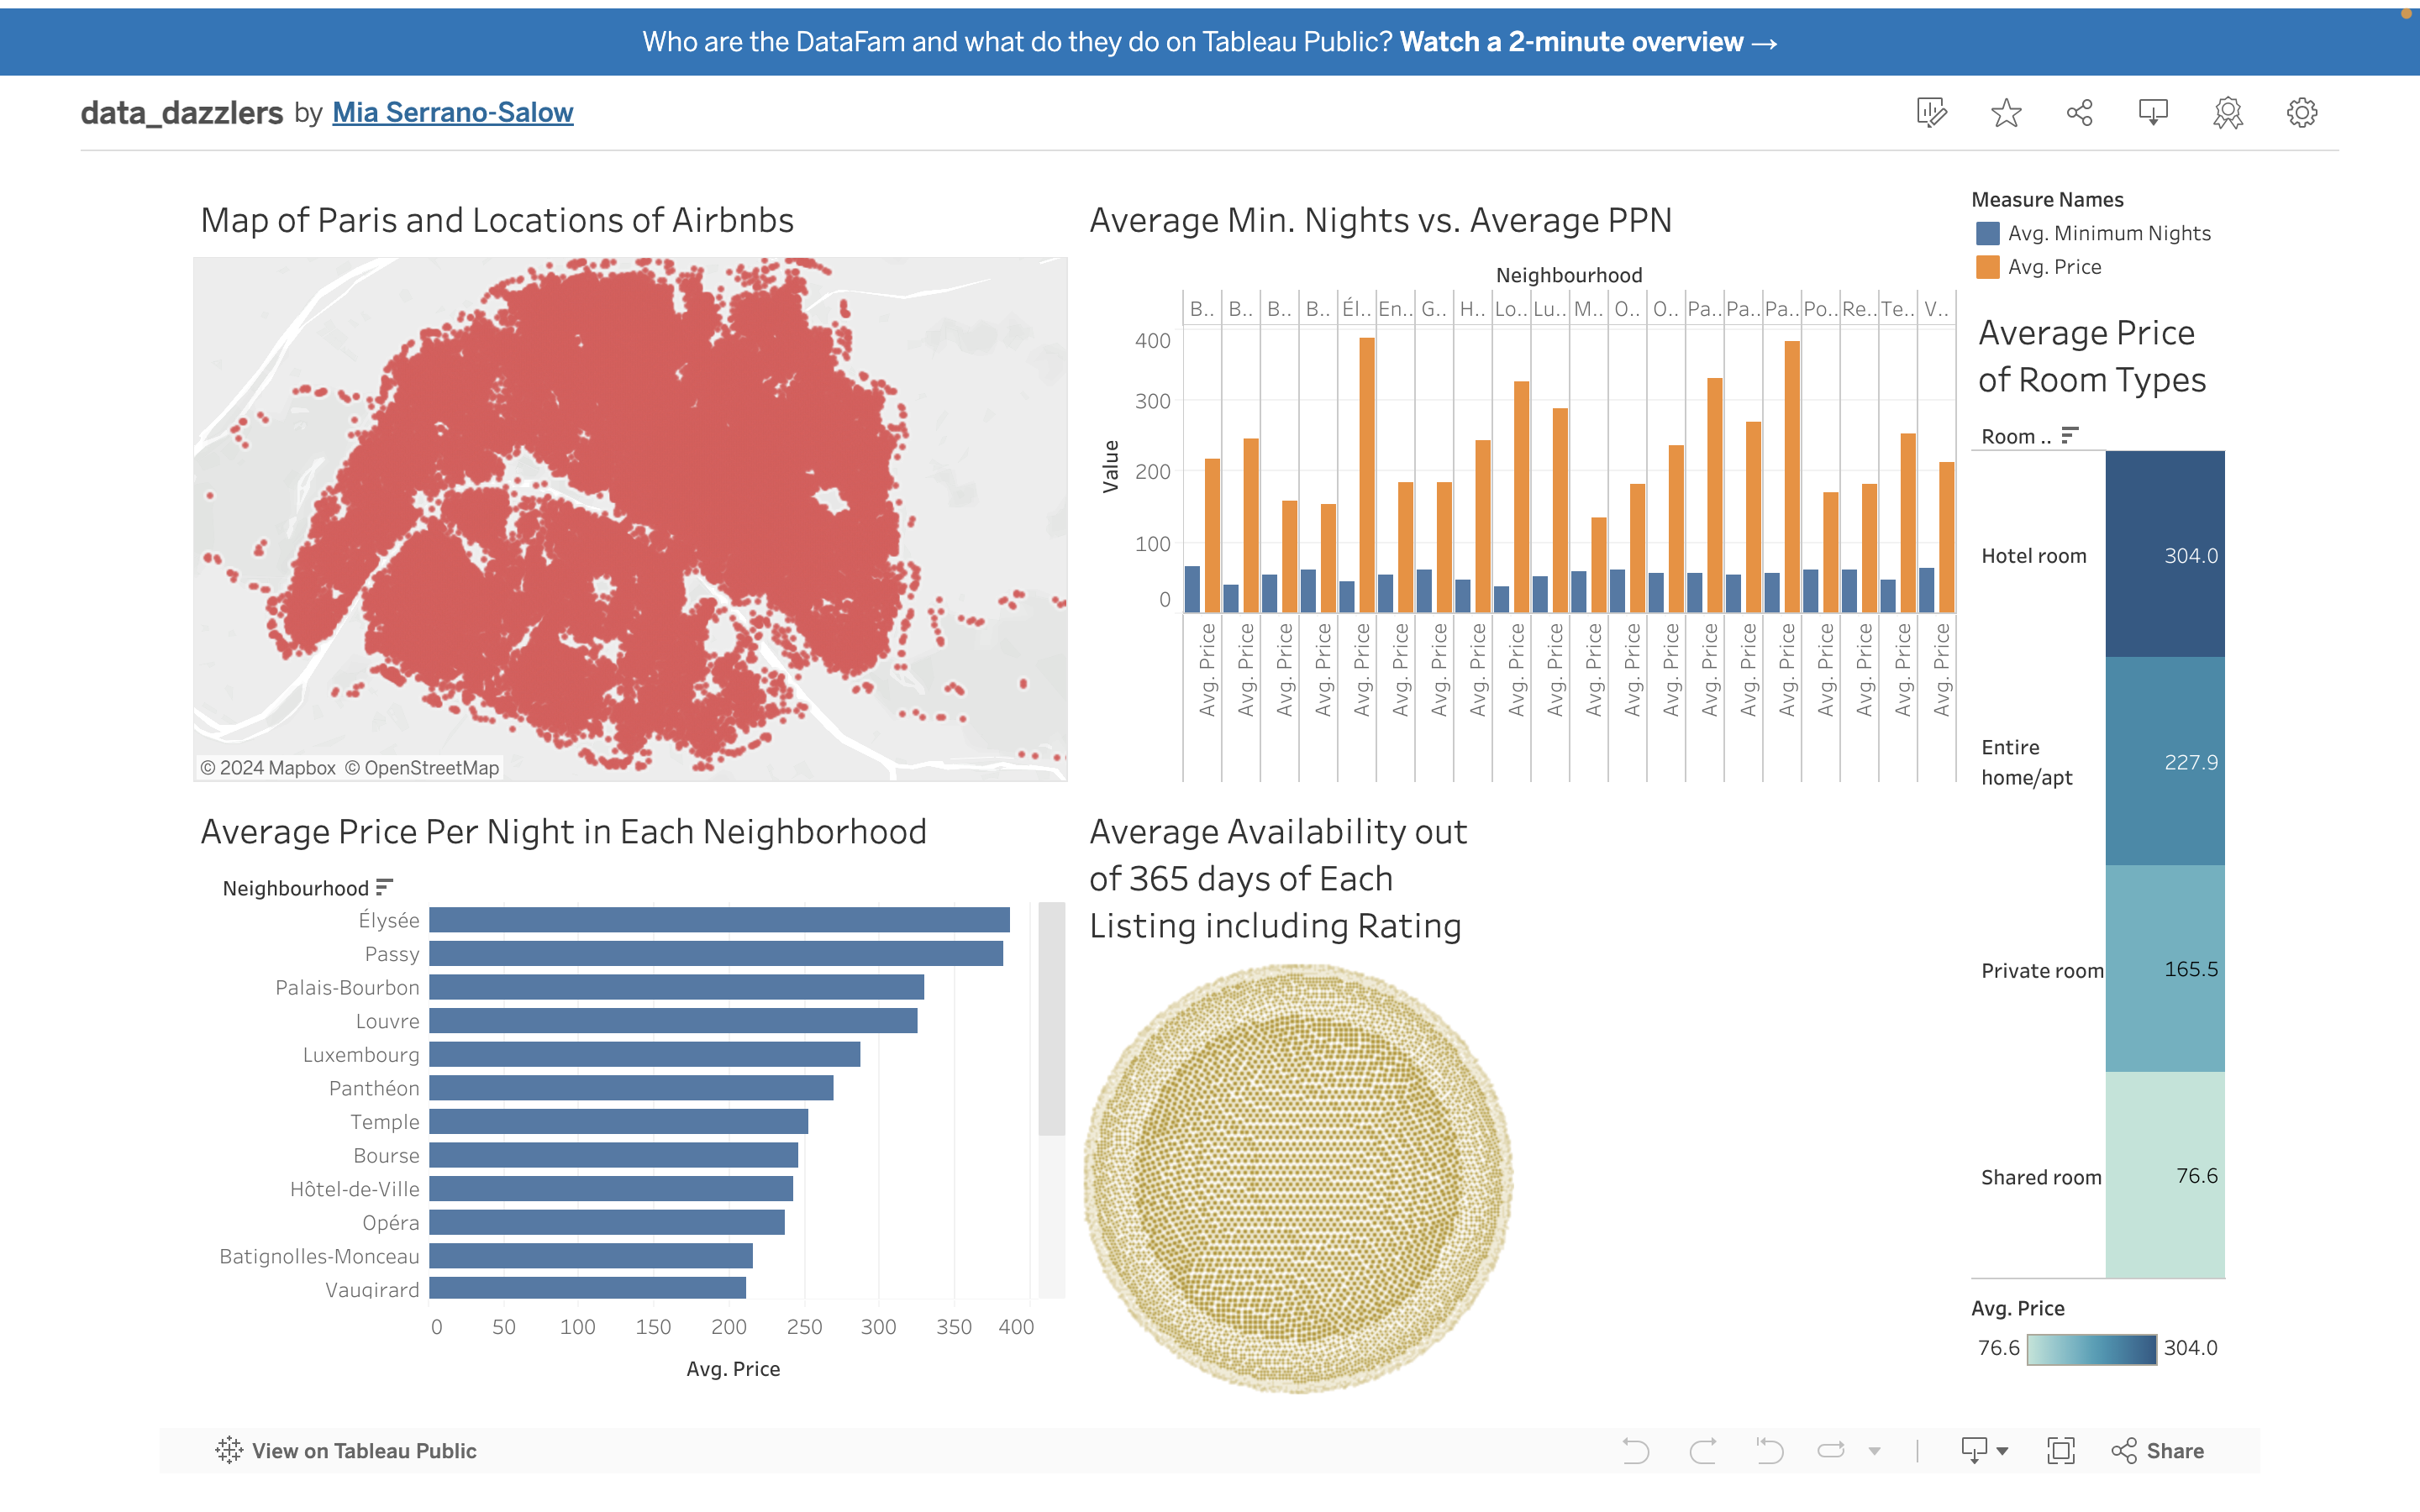 Who are the DataFam and what do they do on Tableau Public? Watch a 2-minute overview →
data_dazzlers by Mia Serrano-Salow
Map of Paris and Locations of Airbnbs
© 2024 Mapbox © OpenStreetMap
Average Min. Nights vs. Average PPN
Neighbourhood
B.. B.. B.. B.. Él.. En.. G.. H.. Lo.. Lu.. M.. O.. O.. Pa.. Pa.. Pa.. Po.. Re.. Te.. V..
Value
400
300
200
100
0
Avg. Price Avg. Price Avg. Price Avg. Price Avg. Price Avg. Price Avg. Price Avg. Price Avg. Price Avg. Price Avg. Price Avg. Price Avg. Price Avg. Price Avg. Price Avg. Price Avg. Price Avg. Price Avg. Price Avg. Price
Measure Names
Avg. Minimum Nights
Avg. Price
Average Price
of Room Types
Room ..
Hotel room 304.0
Entire
home/apt 227.9
Private room 165.5
Shared room 76.6
Avg. Price
76.6 304.0
Average Price Per Night in Each Neighborhood
Neighbourhood
Élysée
Passy
Palais-Bourbon
Louvre
Luxembourg
Panthéon
Temple
Bourse
Hôtel-de-Ville
Opéra
Batignolles-Monceau
Vaugirard
0 50 100 150 200 250 300 350 400
Avg. Price
Average Availability out
of 365 days of Each
Listing including Rating
View on Tableau Public
Share